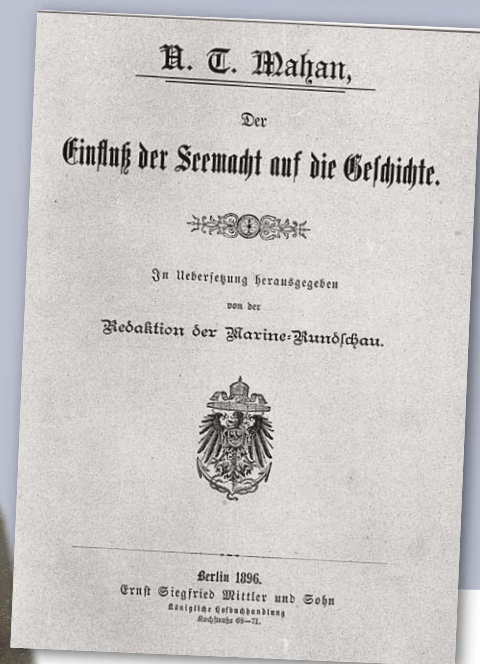 A. T. Mahan,
Der
Einfluß der Seemacht auf die Geschichte.
In Uebersetzung herausgegeben
von der
Redaktion der Marine-Rundschau.
Berlin 1896.
Ernst Siegfried Mittler und Sohn
Königliche Hofbuchhandlung
Kochstraße 68—71.